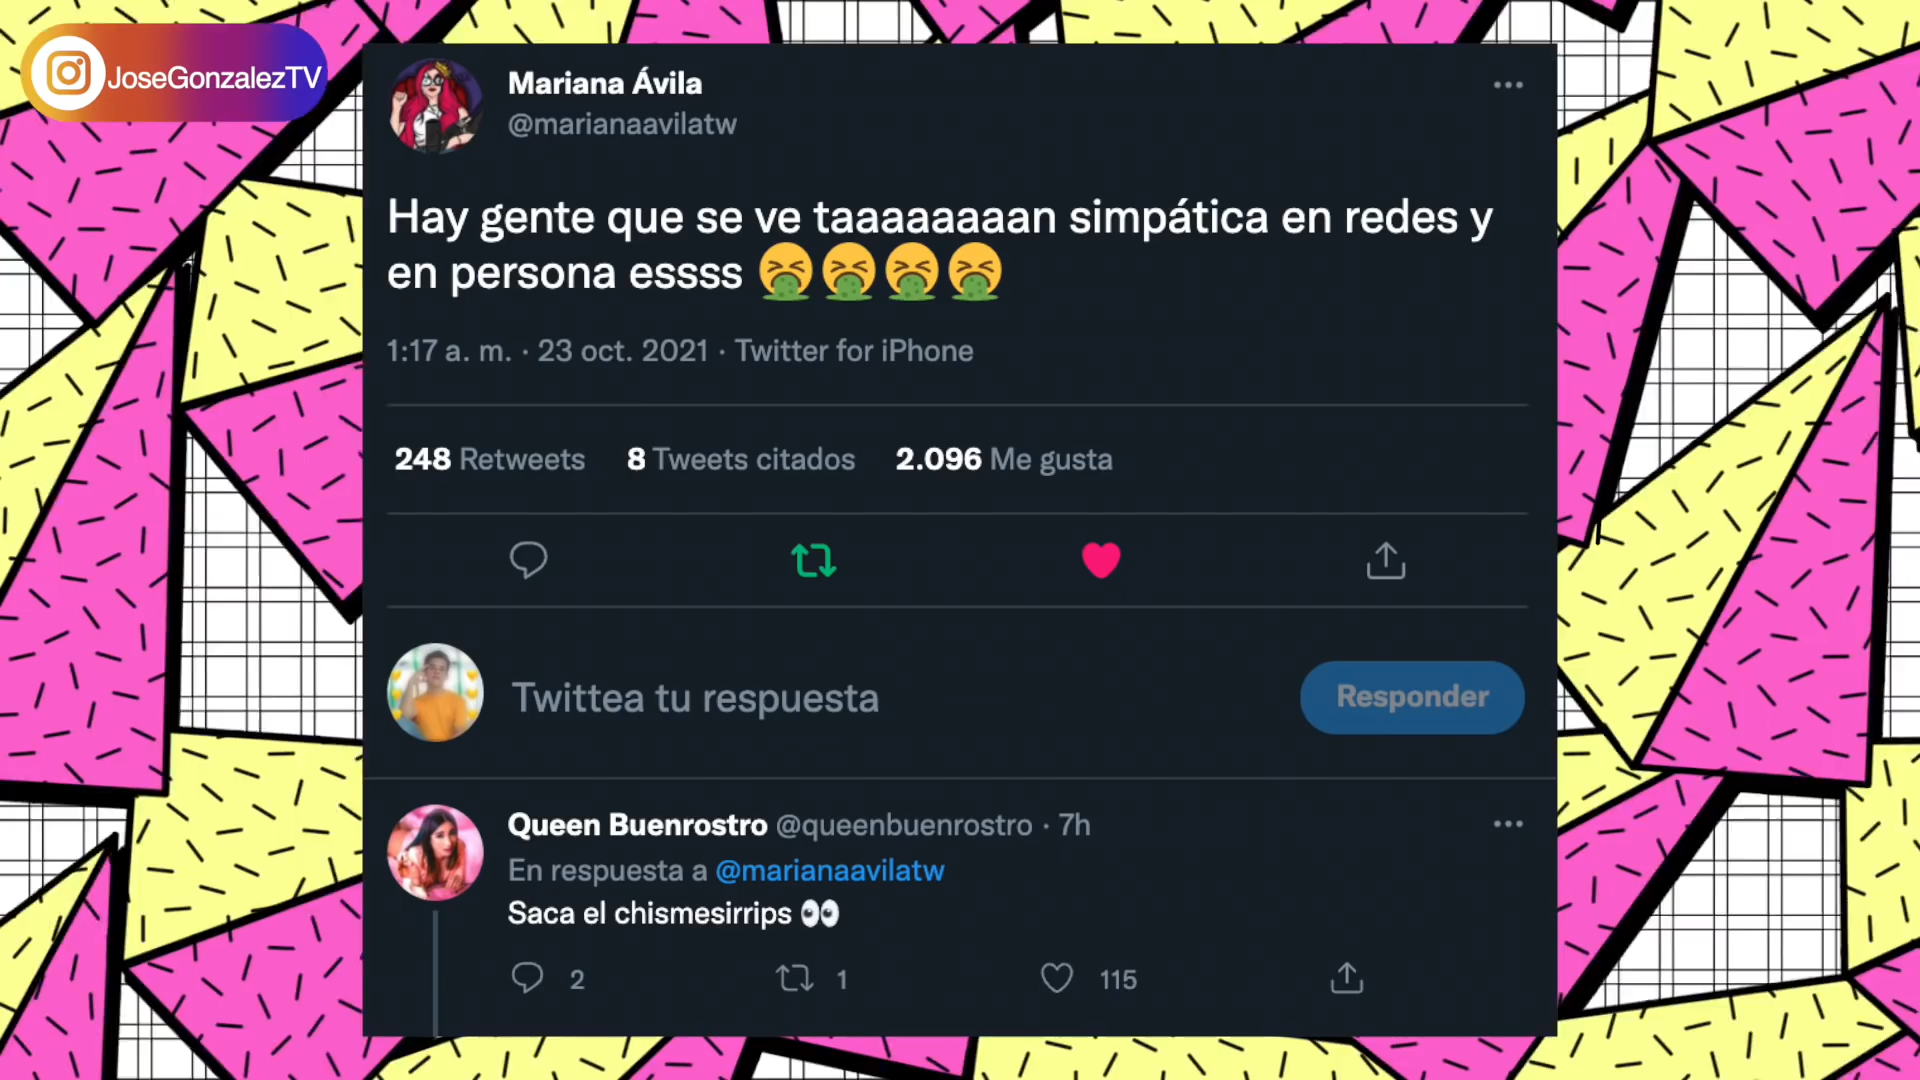 JoseGonzalezTV
Mariana Ávila
@marianaavilatw
Hay gente que se ve taaaaaaaan simpática en redes y
en persona essss 🤮🤮🤮🤮
1:17 a. m. · 23 oct. 2021 · Twitter for iPhone
248 Retweets 8 Tweets citados 2.096 Me gusta
Twittea tu respuesta
Responder
Queen Buenrostro @queenbuenrostro · 7h
En respuesta a @marianaavilatw
Saca el chismesirrips 👀
2 1 115